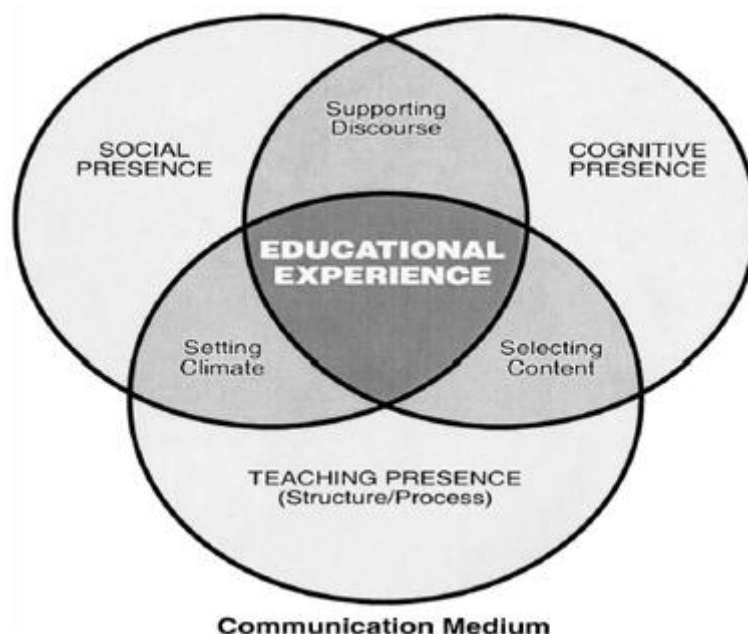 Supporting
Discourse
SOCIAL
PRESENCE
COGNITIVE
PRESENCE
EDUCATIONAL
EXPERIENCE
Setting
Climate
Selecting
Content
TEACHING PRESENCE
(Structure/Process)
Communication Medium